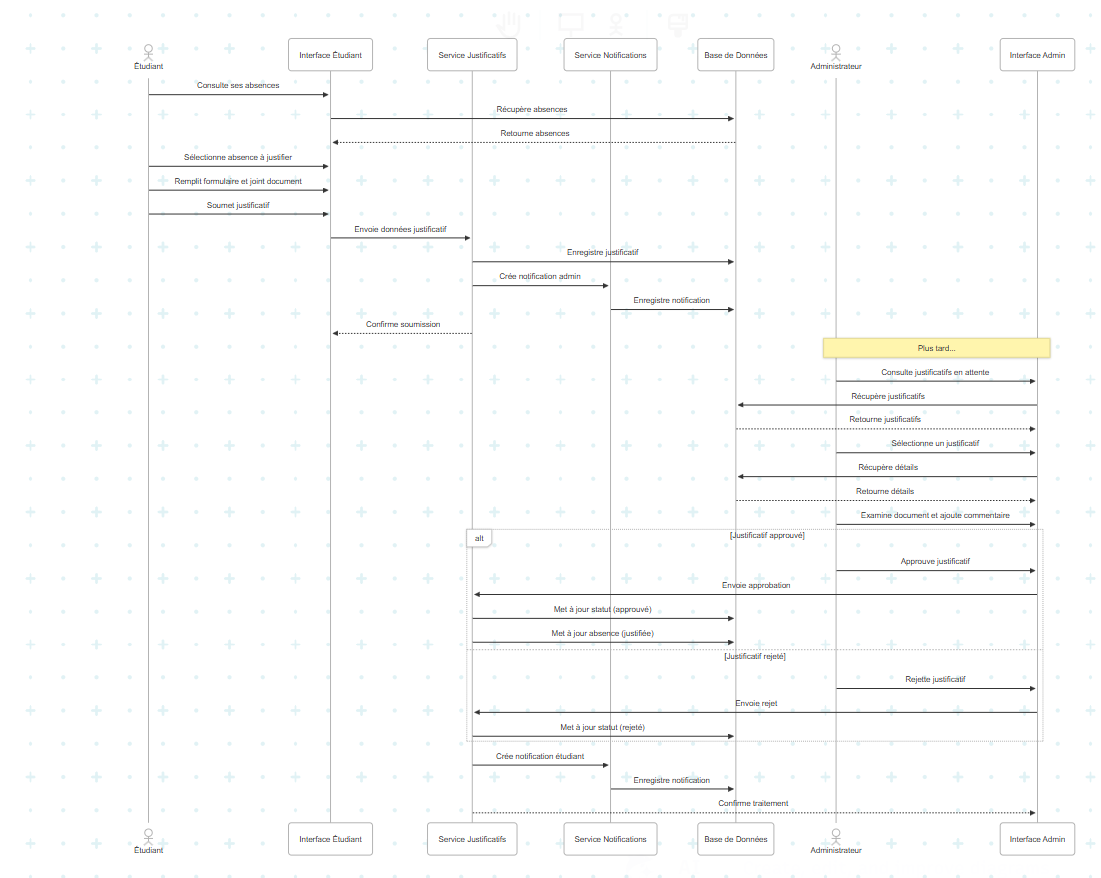 Étudiant
Interface Étudiant
Service Justificatifs
Service Notifications
Base de Données
Administrateur
Interface Admin
Consulte ses absences
Récupère absences
Retourne absences
Sélectionne absence à justifier
Remplit formulaire et joint document
Soumet justificatif
Envoie données justificatif
Enregistre justificatif
Crée notification admin
Enregistre notification
Confirme soumission
Plus tard...
Consulte justificatifs en attente
Récupère justificatifs
Retourne justificatifs
Sélectionne un justificatif
Récupère détails
Retourne détails
Examine document et ajoute commentaire
alt
[Justificatif approuvé]
Approuve justificatif
Envoie approbation
Met à jour statut (approuvé)
Met à jour absence (justifiée)
[Justificatif rejeté]
Rejette justificatif
Envoie rejet
Met à jour statut (rejeté)
Crée notification étudiant
Enregistre notification
Confirme traitement
Étudiant
Interface Étudiant
Service Justificatifs
Service Notifications
Base de Données
Administrateur
Interface Admin